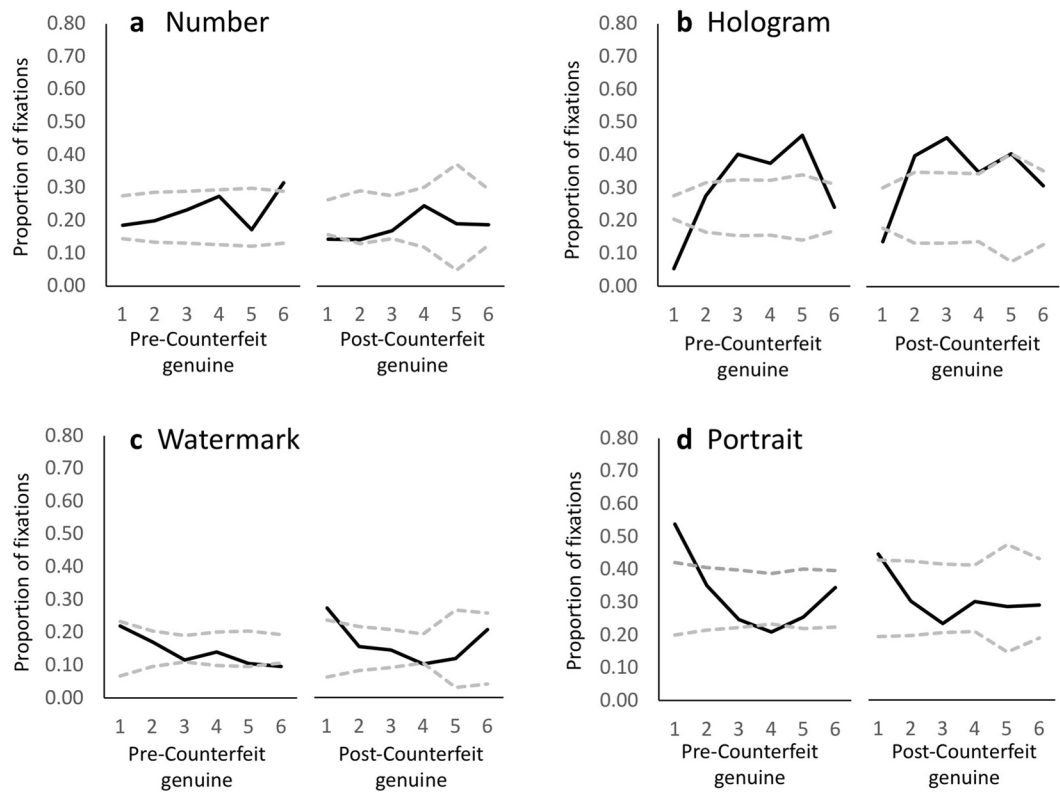 a Number
Proportion of fixations
0.80
0.70
0.60
0.50
0.40
0.30
0.20
0.10
0.00
1 2 3 4 5 6
1 2 3 4 5 6
Pre-Counterfeit
genuine
Post-Counterfeit
genuine
b Hologram
Proportion of fixations
0.80
0.70
0.60
0.50
0.40
0.30
0.20
0.10
0.00
1 2 3 4 5 6
1 2 3 4 5 6
Pre-Counterfeit
genuine
Post-Counterfeit
genuine
c Watermark
Proportion of fixations
0.80
0.70
0.60
0.50
0.40
0.30
0.20
0.10
0.00
1 2 3 4 5 6
1 2 3 4 5 6
Pre-Counterfeit
genuine
Post-Counterfeit
genuine
d Portrait
Proportion of fixations
0.80
0.70
0.60
0.50
0.40
0.30
0.20
0.10
0.00
1 2 3 4 5 6
1 2 3 4 5 6
Pre-Counterfeit
genuine
Post-Counterfeit
genuine